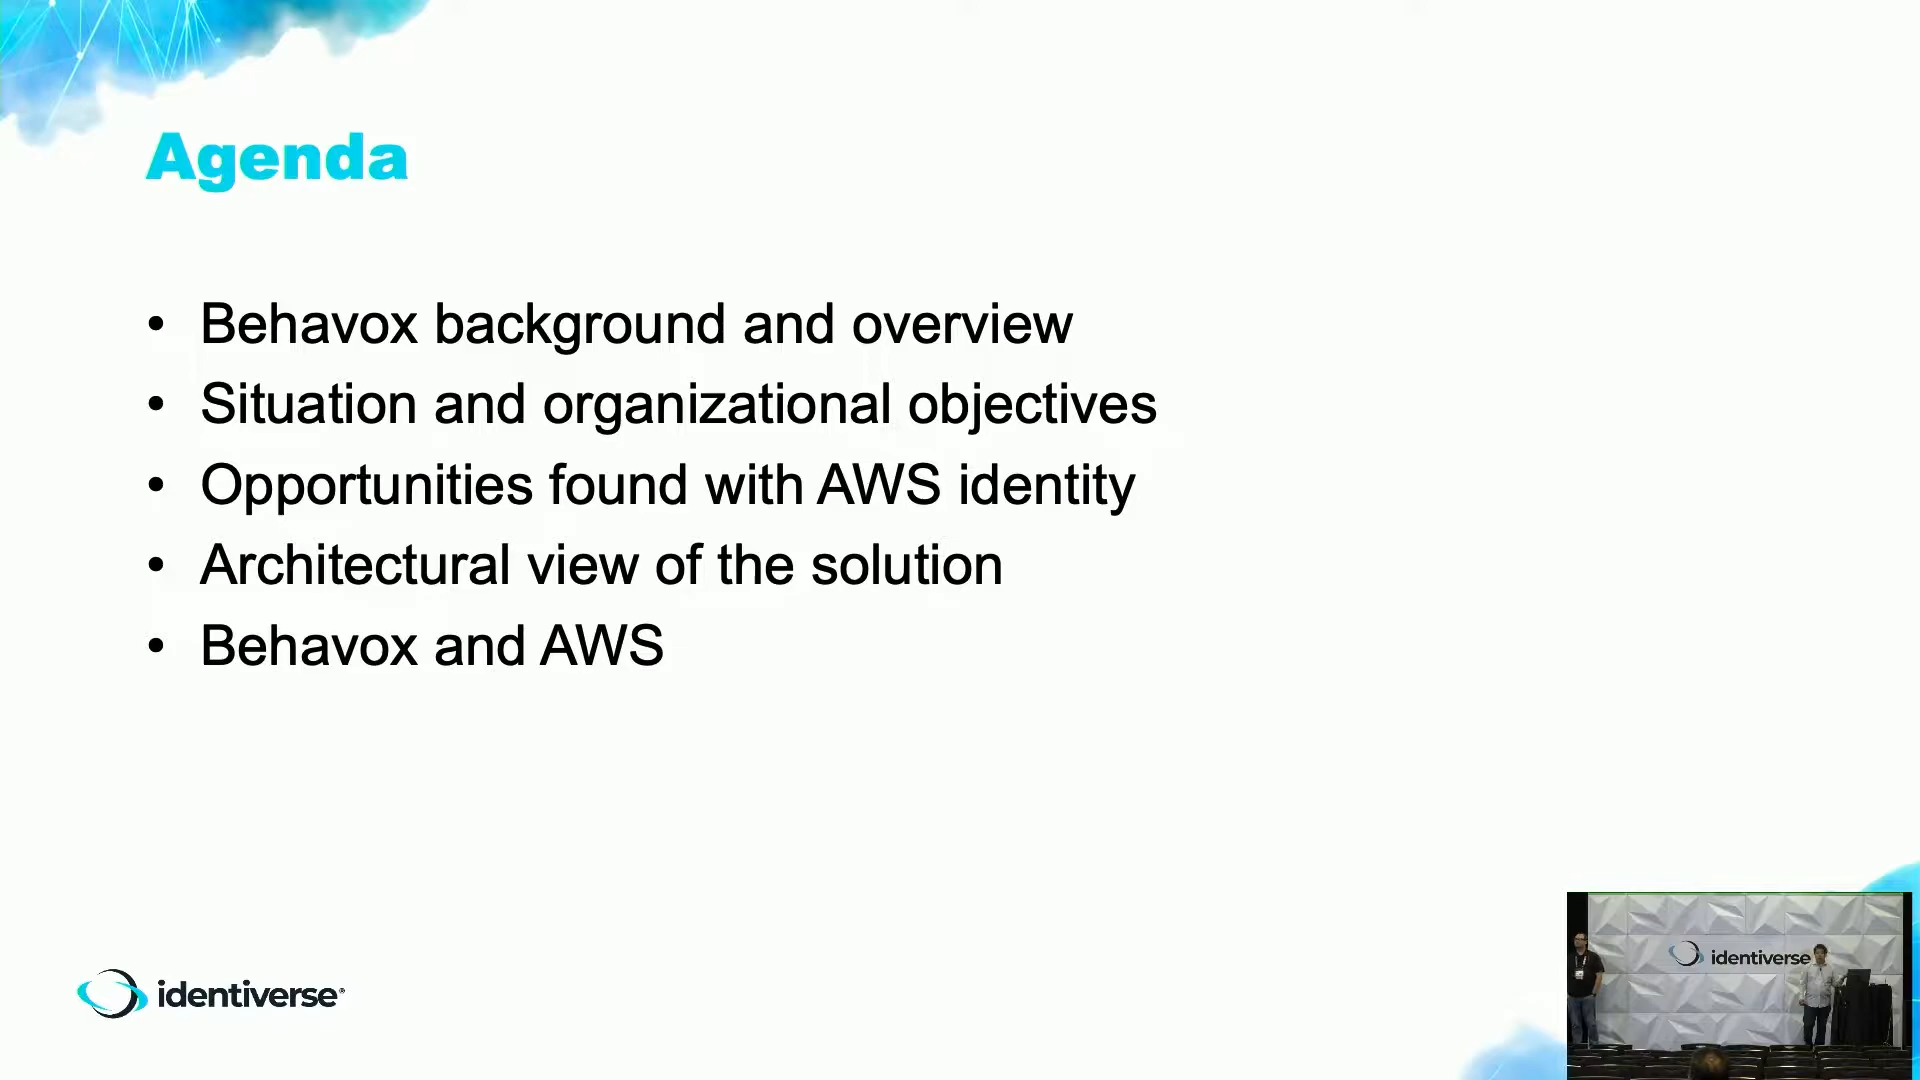 Agenda
• Behavox background and overview
• Situation and organizational objectives
• Opportunities found with AWS identity
• Architectural view of the solution
• Behavox and AWS
identiverse®
identiverse